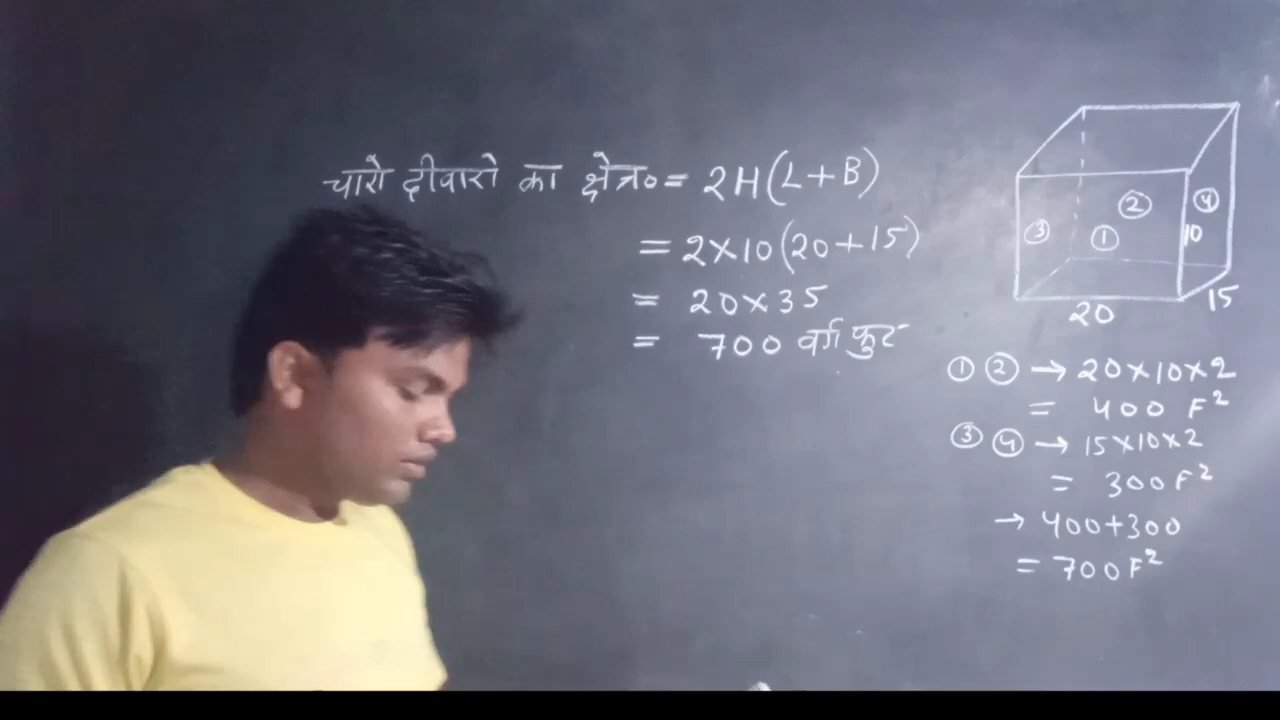 चारो दीवारो का क्षेत्र० = 2H(L+B)
= 2×10(20+15)
= 20×35
= 700 वर्ग फुट
③ ① ② ④ 10
20 15
① ② → 20×10×2
= 400 F²
③ ④ → 15×10×2
= 300 F²
→ 400+300
= 700 F²